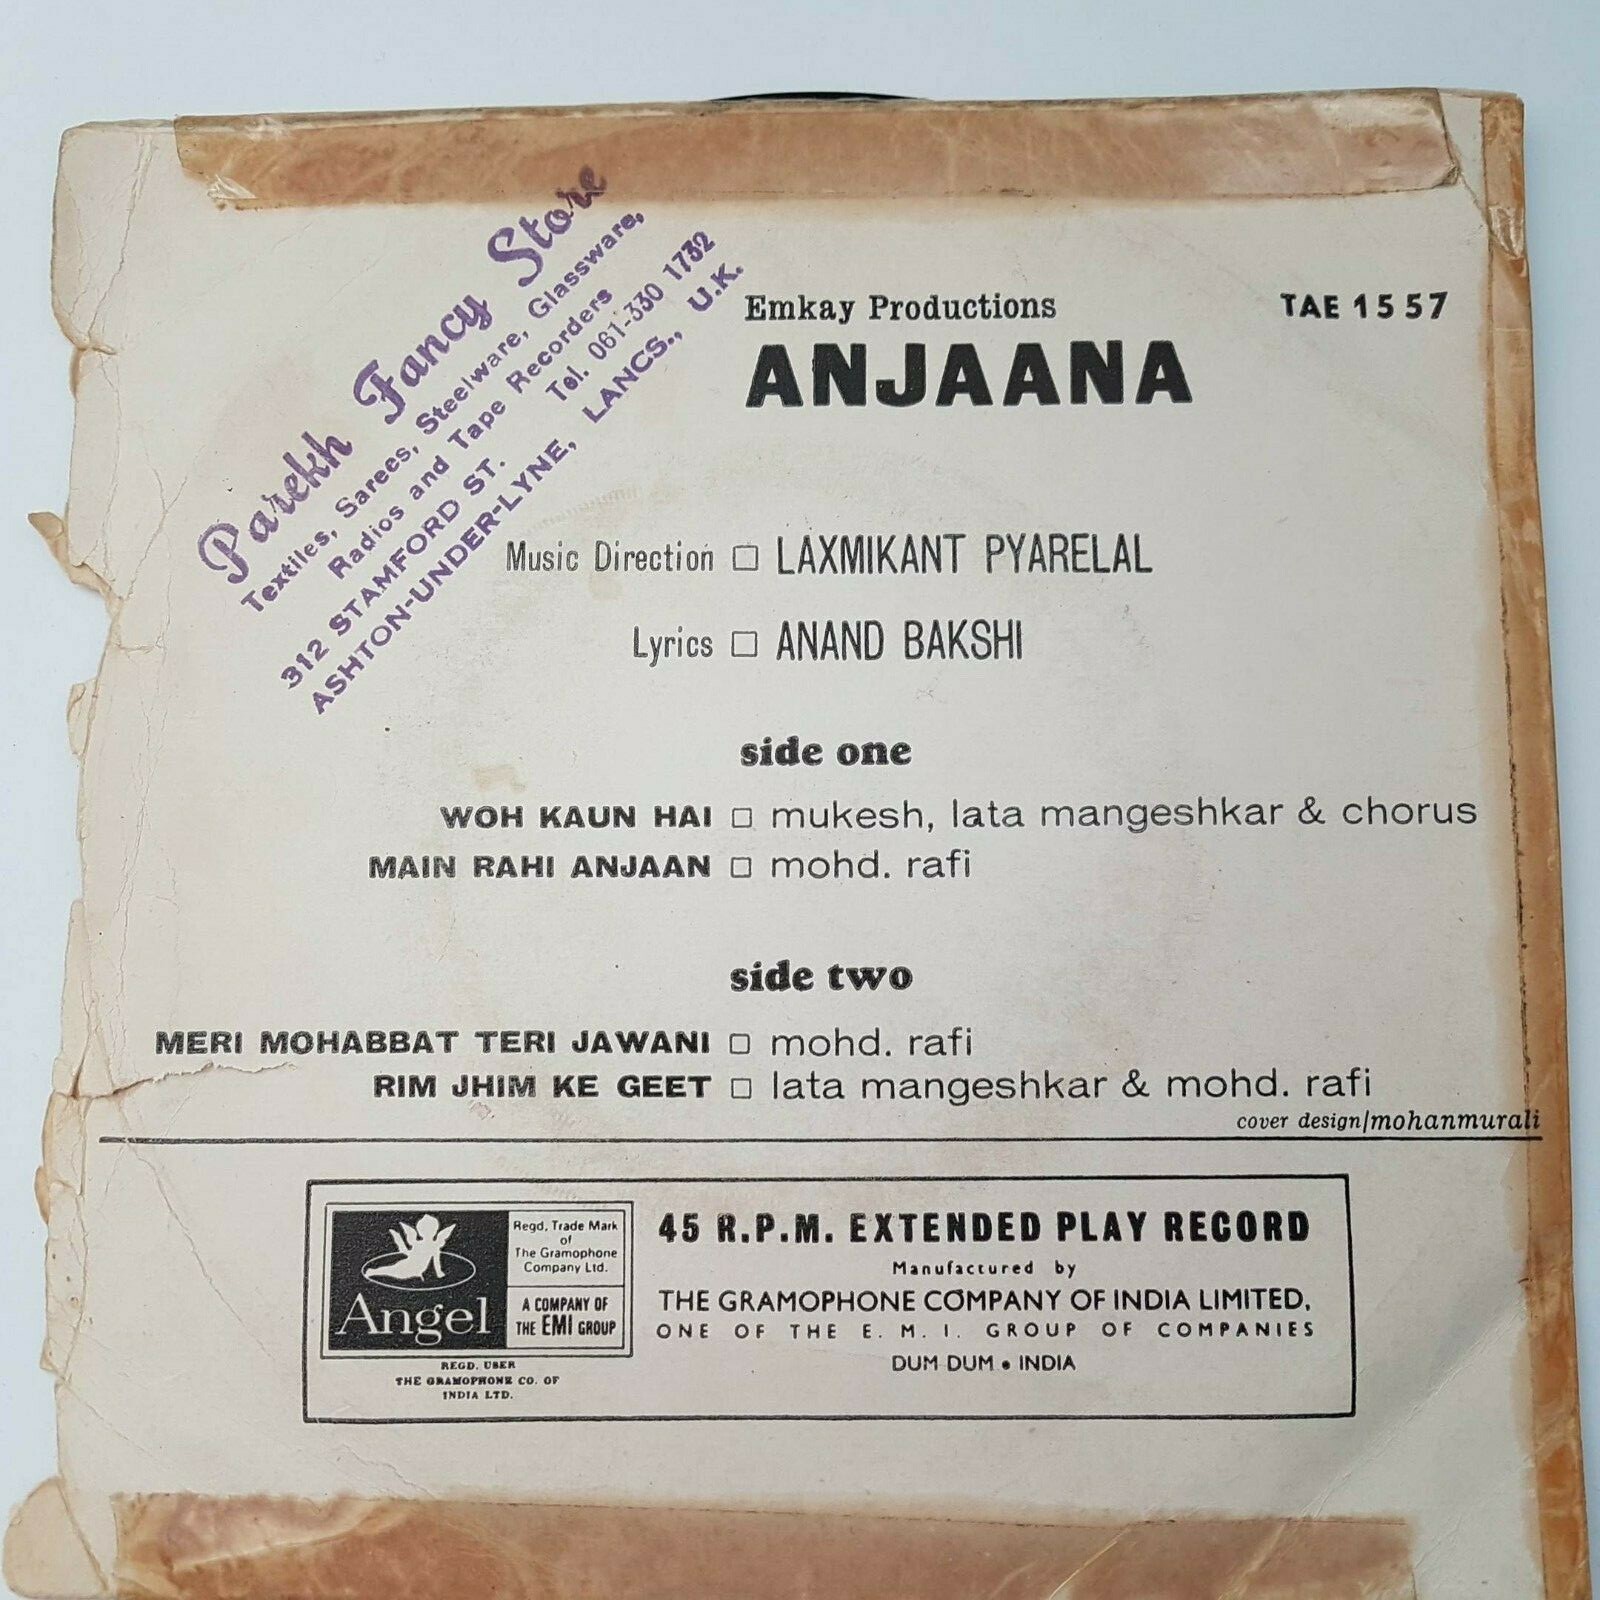 Parekh Fancy Store
Textiles, Sarees, Steelware, Glassware,
Radios and Tape Recorders
Tel. 061-330 1732
312 STAMFORD ST.
ASHTON-UNDER-LYNE, LANCS., U.K.
Emkay Productions
TAE 1557
ANJAANA
Music Direction □ LAXMIKANT PYARELAL
Lyrics □ ANAND BAKSHI
side one
WOH KAUN HAI □ mukesh, lata mangeshkar & chorus
MAIN RAHI ANJAAN □ mohd. rafi
side two
MERI MOHABBAT TERI JAWANI □ mohd. rafi
RIM JHIM KE GEET □ lata mangeshkar & mohd. rafi
cover design/mohanmurali
Angel
Regd. Trade Mark
of
The Gramophone
Company Ltd.
A COMPANY OF
THE EMI GROUP
REGD. USER
THE GRAMOPHONE CO. OF
INDIA LTD.
45 R.P.M. EXTENDED PLAY RECORD
Manufactured by
THE GRAMOPHONE COMPANY OF INDIA LIMITED,
ONE OF THE E. M. I. GROUP OF COMPANIES
DUM DUM • INDIA